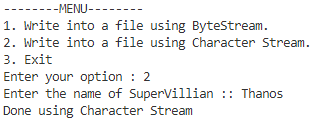 --------MENU--------
1. Write into a file using ByteStream.
2. Write into a file using Character Stream.
3. Exit
Enter your option : 2
Enter the name of SuperVillian :: Thanos
Done using Character Stream